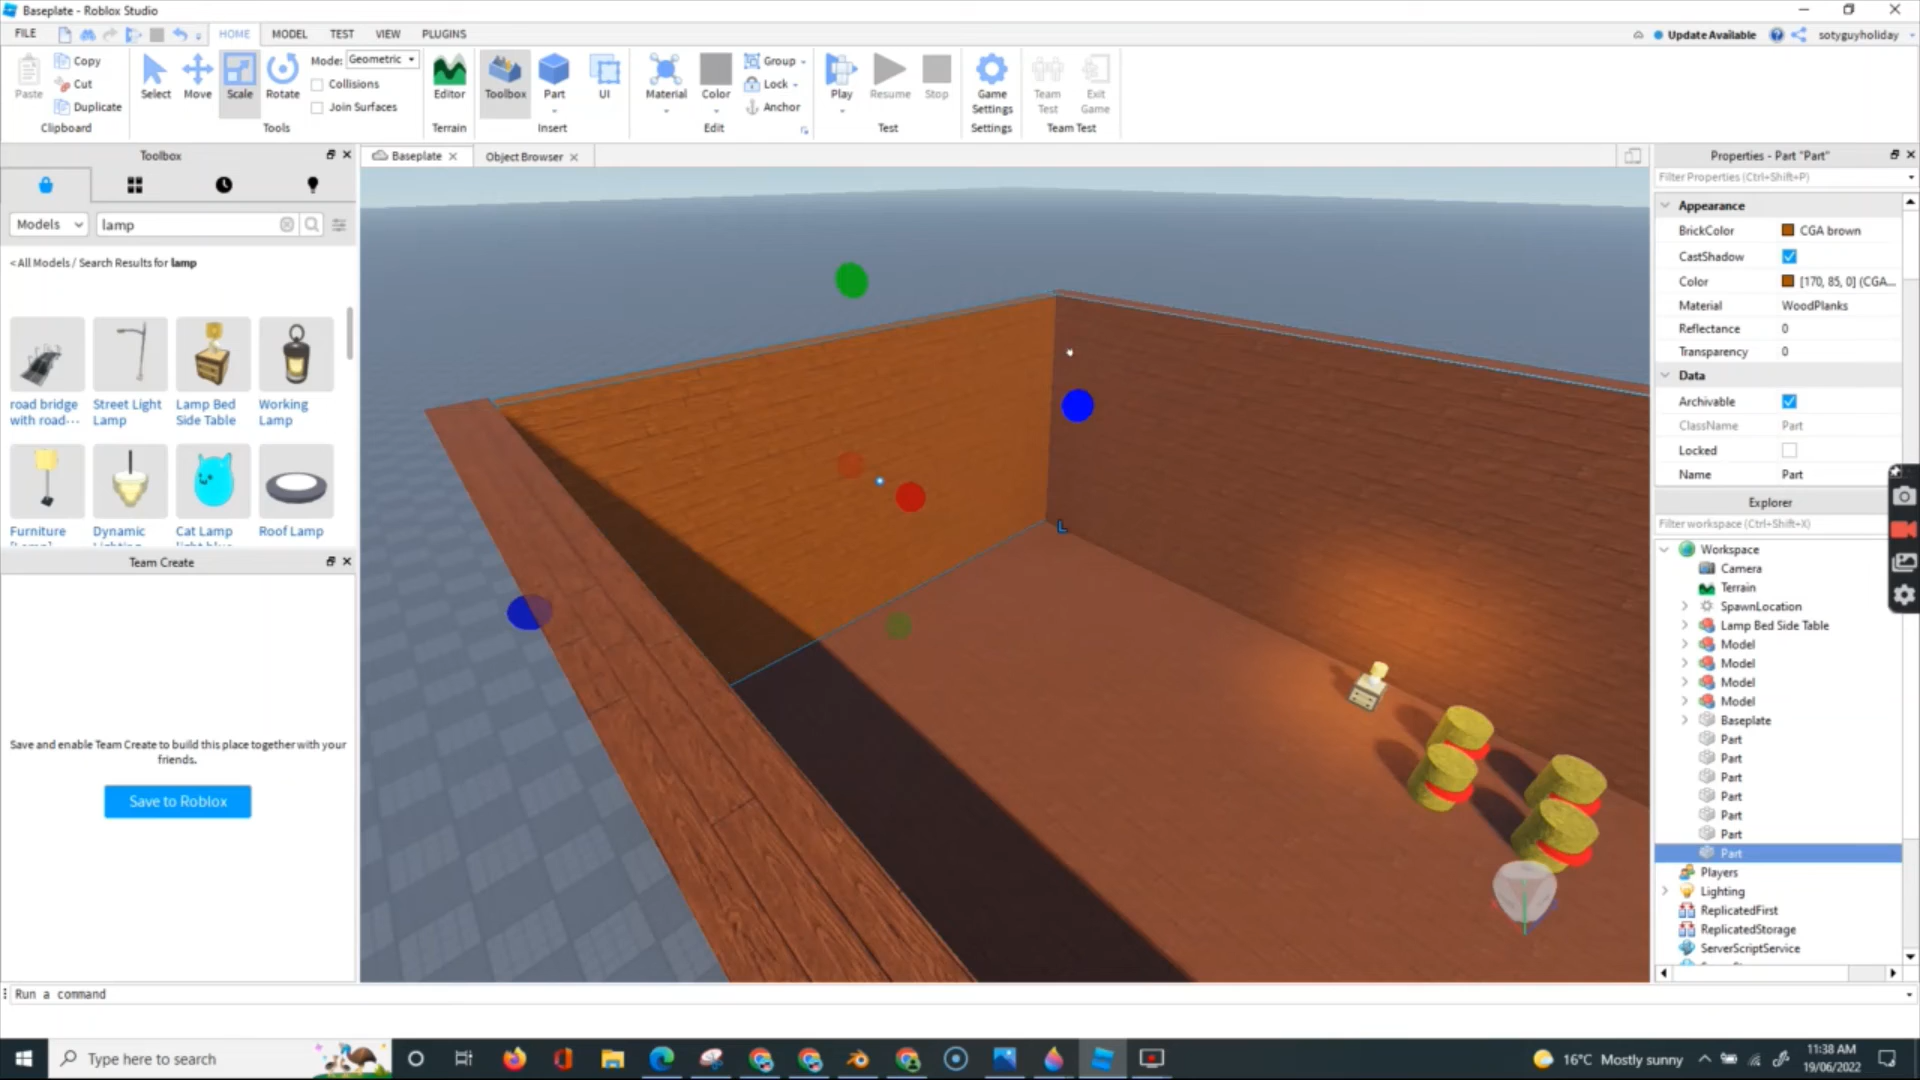 Baseplate - Roblox Studio
FILE HOME MODEL TEST VIEW PLUGINS Update Available sotyguyholiday
Paste Copy Cut Duplicate Clipboard
Select Move Scale Rotate Mode: Geometric Collisions Join Surfaces Tools
Editor Terrain
Toolbox Part UI Insert
Material Color Group Lock Anchor Edit
Play Resume Stop Test
Game Settings Settings
Team Test Exit Game Team Test
Toolbox
Models lamp
< All Models / Search Results for lamp
road bridge with road...
Street Light Lamp
Lamp Bed Side Table
Working Lamp
Furniture
Dynamic
Cat Lamp
Roof Lamp
Team Create
Save and enable Team Create to build this place together with your
friends.
Save to Roblox
Baseplate Object Browser
L
Properties - Part "Part"
Filter Properties (Ctrl+Shift+P)
Appearance
BrickColor CGA brown
CastShadow
Color [170, 85, 0] (CGA...
Material WoodPlanks
Reflectance 0
Transparency 0
Data
Archivable
ClassName Part
Locked
Name Part
Explorer
Filter workspace (Ctrl+Shift+X)
Workspace
Camera
Terrain
SpawnLocation
Lamp Bed Side Table
Model
Model
Model
Model
Baseplate
Part
Part
Part
Part
Part
Part
Part
Players
Lighting
ReplicatedFirst
ReplicatedStorage
ServerScriptService
Run a command
Type here to search
16°C Mostly sunny
11:38 AM
19/06/2022